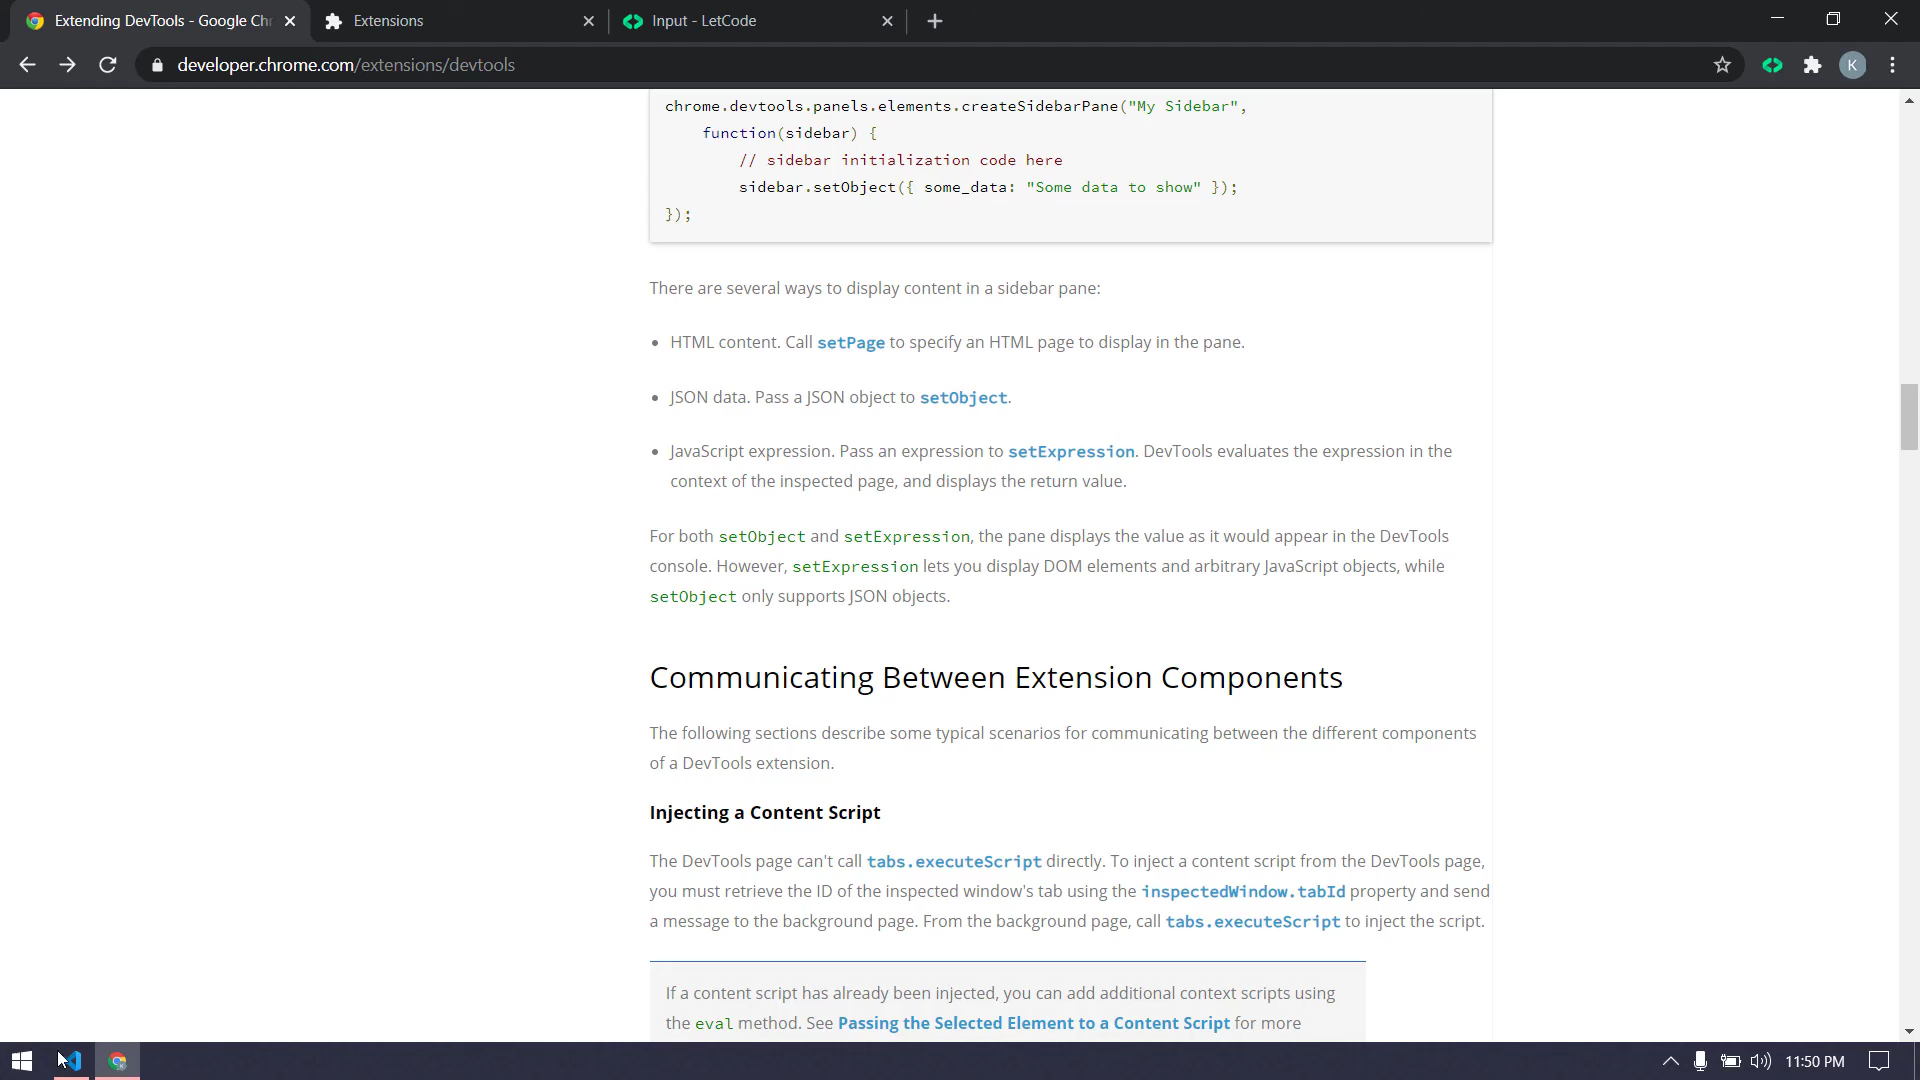 Extending DevTools - Google Ch
Extensions
Input - LetCode
developer.chrome.com/extensions/devtools
K
chrome.devtools.panels.elements.createSidebarPane("My Sidebar",
function(sidebar) {
// sidebar initialization code here
sidebar.setObject({ some_data: "Some data to show" });
});
There are several ways to display content in a sidebar pane:
• HTML content. Call setPage to specify an HTML page to display in the pane.
• JSON data. Pass a JSON object to setObject.
• JavaScript expression. Pass an expression to setExpression. DevTools evaluates the expression in the
context of the inspected page, and displays the return value.
For both setObject and setExpression, the pane displays the value as it would appear in the DevTools
console. However, setExpression lets you display DOM elements and arbitrary JavaScript objects, while
setObject only supports JSON objects.
Communicating Between Extension Components
The following sections describe some typical scenarios for communicating between the different components
of a DevTools extension.
Injecting a Content Script
The DevTools page can't call tabs.executeScript directly. To inject a content script from the DevTools page,
you must retrieve the ID of the inspected window's tab using the inspectedWindow.tabId property and send
a message to the background page. From the background page, call tabs.executeScript to inject the script.
If a content script has already been injected, you can add additional context scripts using
the eval method. See Passing the Selected Element to a Content Script for more
11:50 PM